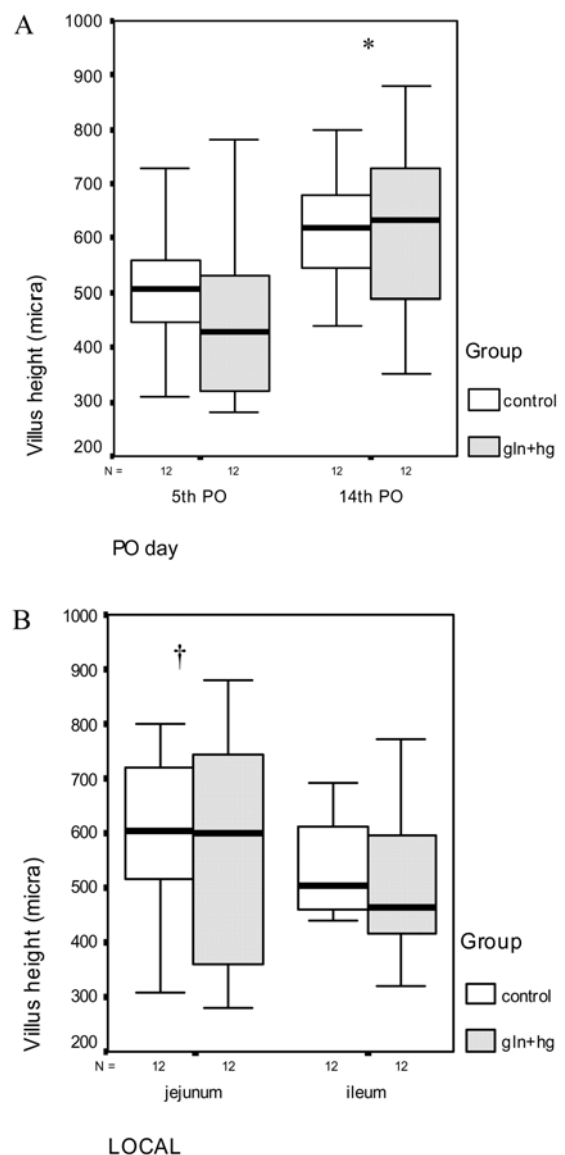 A
1000
900
800
700
600
500
400
300
200
Villus height (micra)
*
Group
control
gln+hg
N = 12 12 12 12
5th PO 14th PO
PO day
B
1000
900
800
700
600
500
400
300
200
Villus height (micra)
†
Group
control
gln+hg
N = 12 12 12 12
jejunum ileum
LOCAL